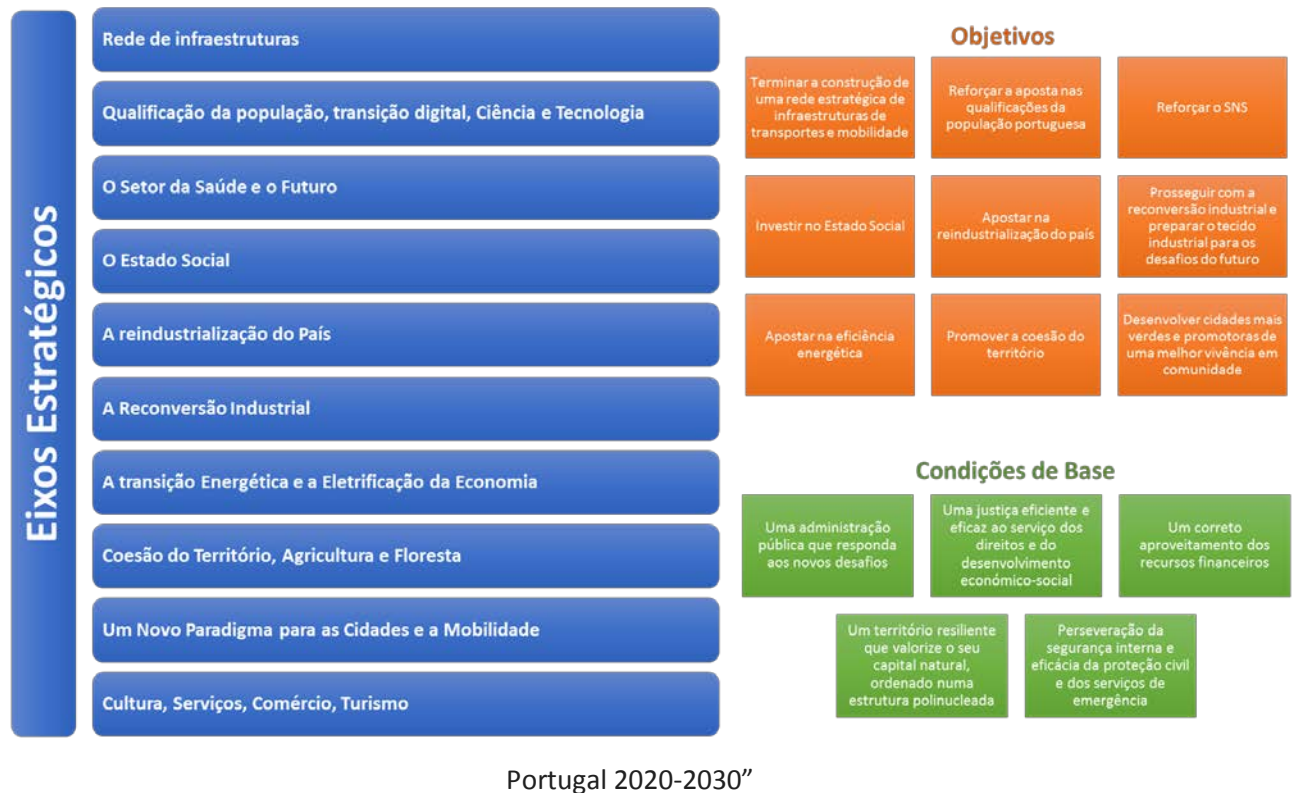 Eixos Estratégicos
Rede de infraestruturas
Qualificação da população, transição digital, Ciência e Tecnologia
O Setor da Saúde e o Futuro
O Estado Social
A reindustrialização do País
A Reconversão Industrial
A transição Energética e a Eletrificação da Economia
Coesão do Território, Agricultura e Floresta
Um Novo Paradigma para as Cidades e a Mobilidade
Cultura, Serviços, Comércio, Turismo
Objetivos
Terminar a construção de
uma rede estratégica de
infraestruturas de
transportes e mobilidade
Reforçar a aposta nas
qualificações da
população portuguesa
Reforçar o SNS
Investir no Estado Social
Apostar na
reindustrialização do país
Prosseguir com a
reconversão industrial e
preparar o tecido
industrial para os
desafios do futuro
Apostar na eficiência
energética
Promover a coesão do
território
Desenvolver cidades mais
verdes e promotoras de
uma melhor vivência em
comunidade
Condições de Base
Uma administração
pública que responda
aos novos desafios
Uma justiça eficiente e
eficaz ao serviço dos
direitos e do
desenvolvimento
económico-social
Um correto
aproveitamento dos
recursos financeiros
Um território resiliente
que valorize o seu
capital natural,
ordenado numa
estrutura polinucleada
Perseveração da
segurança interna e
eficácia da proteção civil
e dos serviços de
emergência
Portugal 2020-2030”